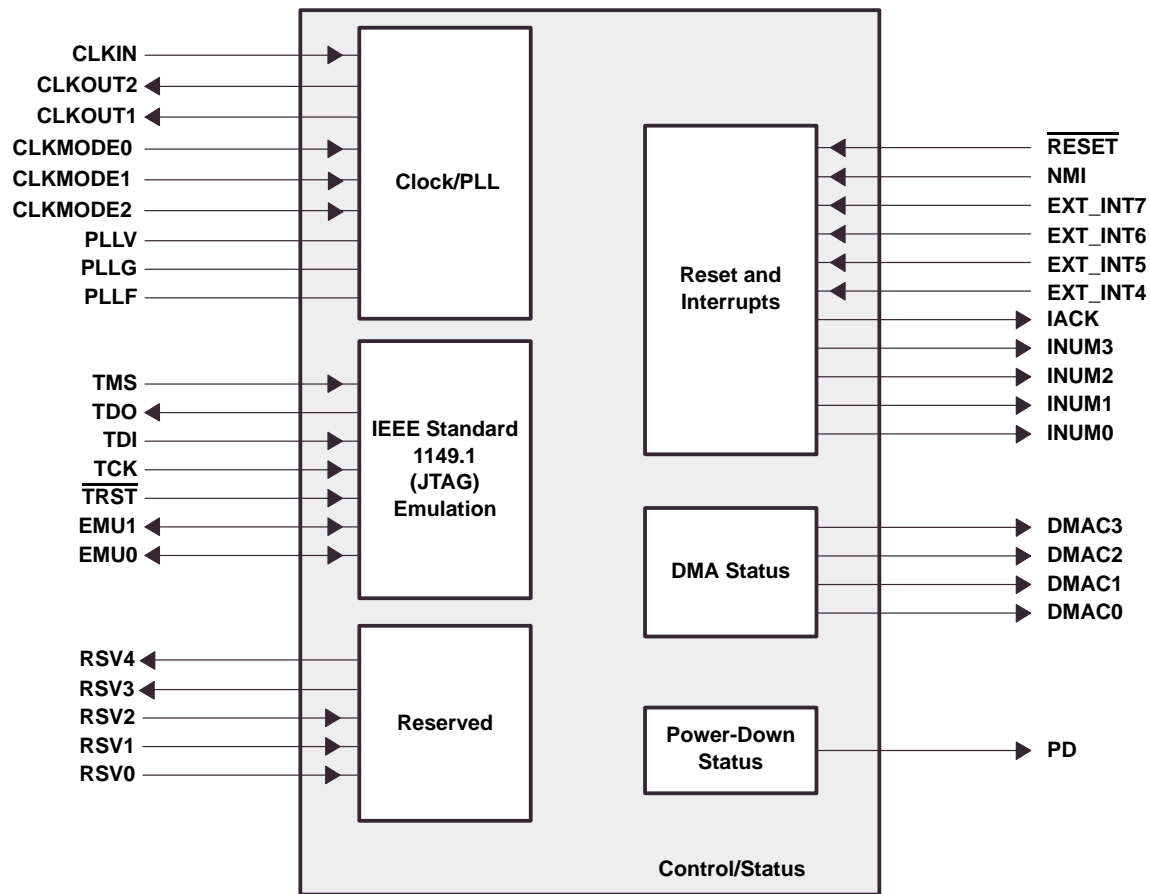 CLKIN
CLKOUT2
CLKOUT1
CLKMODE0
CLKMODE1
CLKMODE2
PLLV
PLLG
PLLF
Clock/PLL
TMS
TDO
TDI
TCK
TRST
EMU1
EMU0
IEEE Standard
1149.1
(JTAG)
Emulation
RSV4
RSV3
RSV2
RSV1
RSV0
Reserved
Reset and
Interrupts
RESET
NMI
EXT_INT7
EXT_INT6
EXT_INT5
EXT_INT4
IACK
INUM3
INUM2
INUM1
INUM0
DMA Status
DMAC3
DMAC2
DMAC1
DMAC0
Power-Down
Status
PD
Control/Status